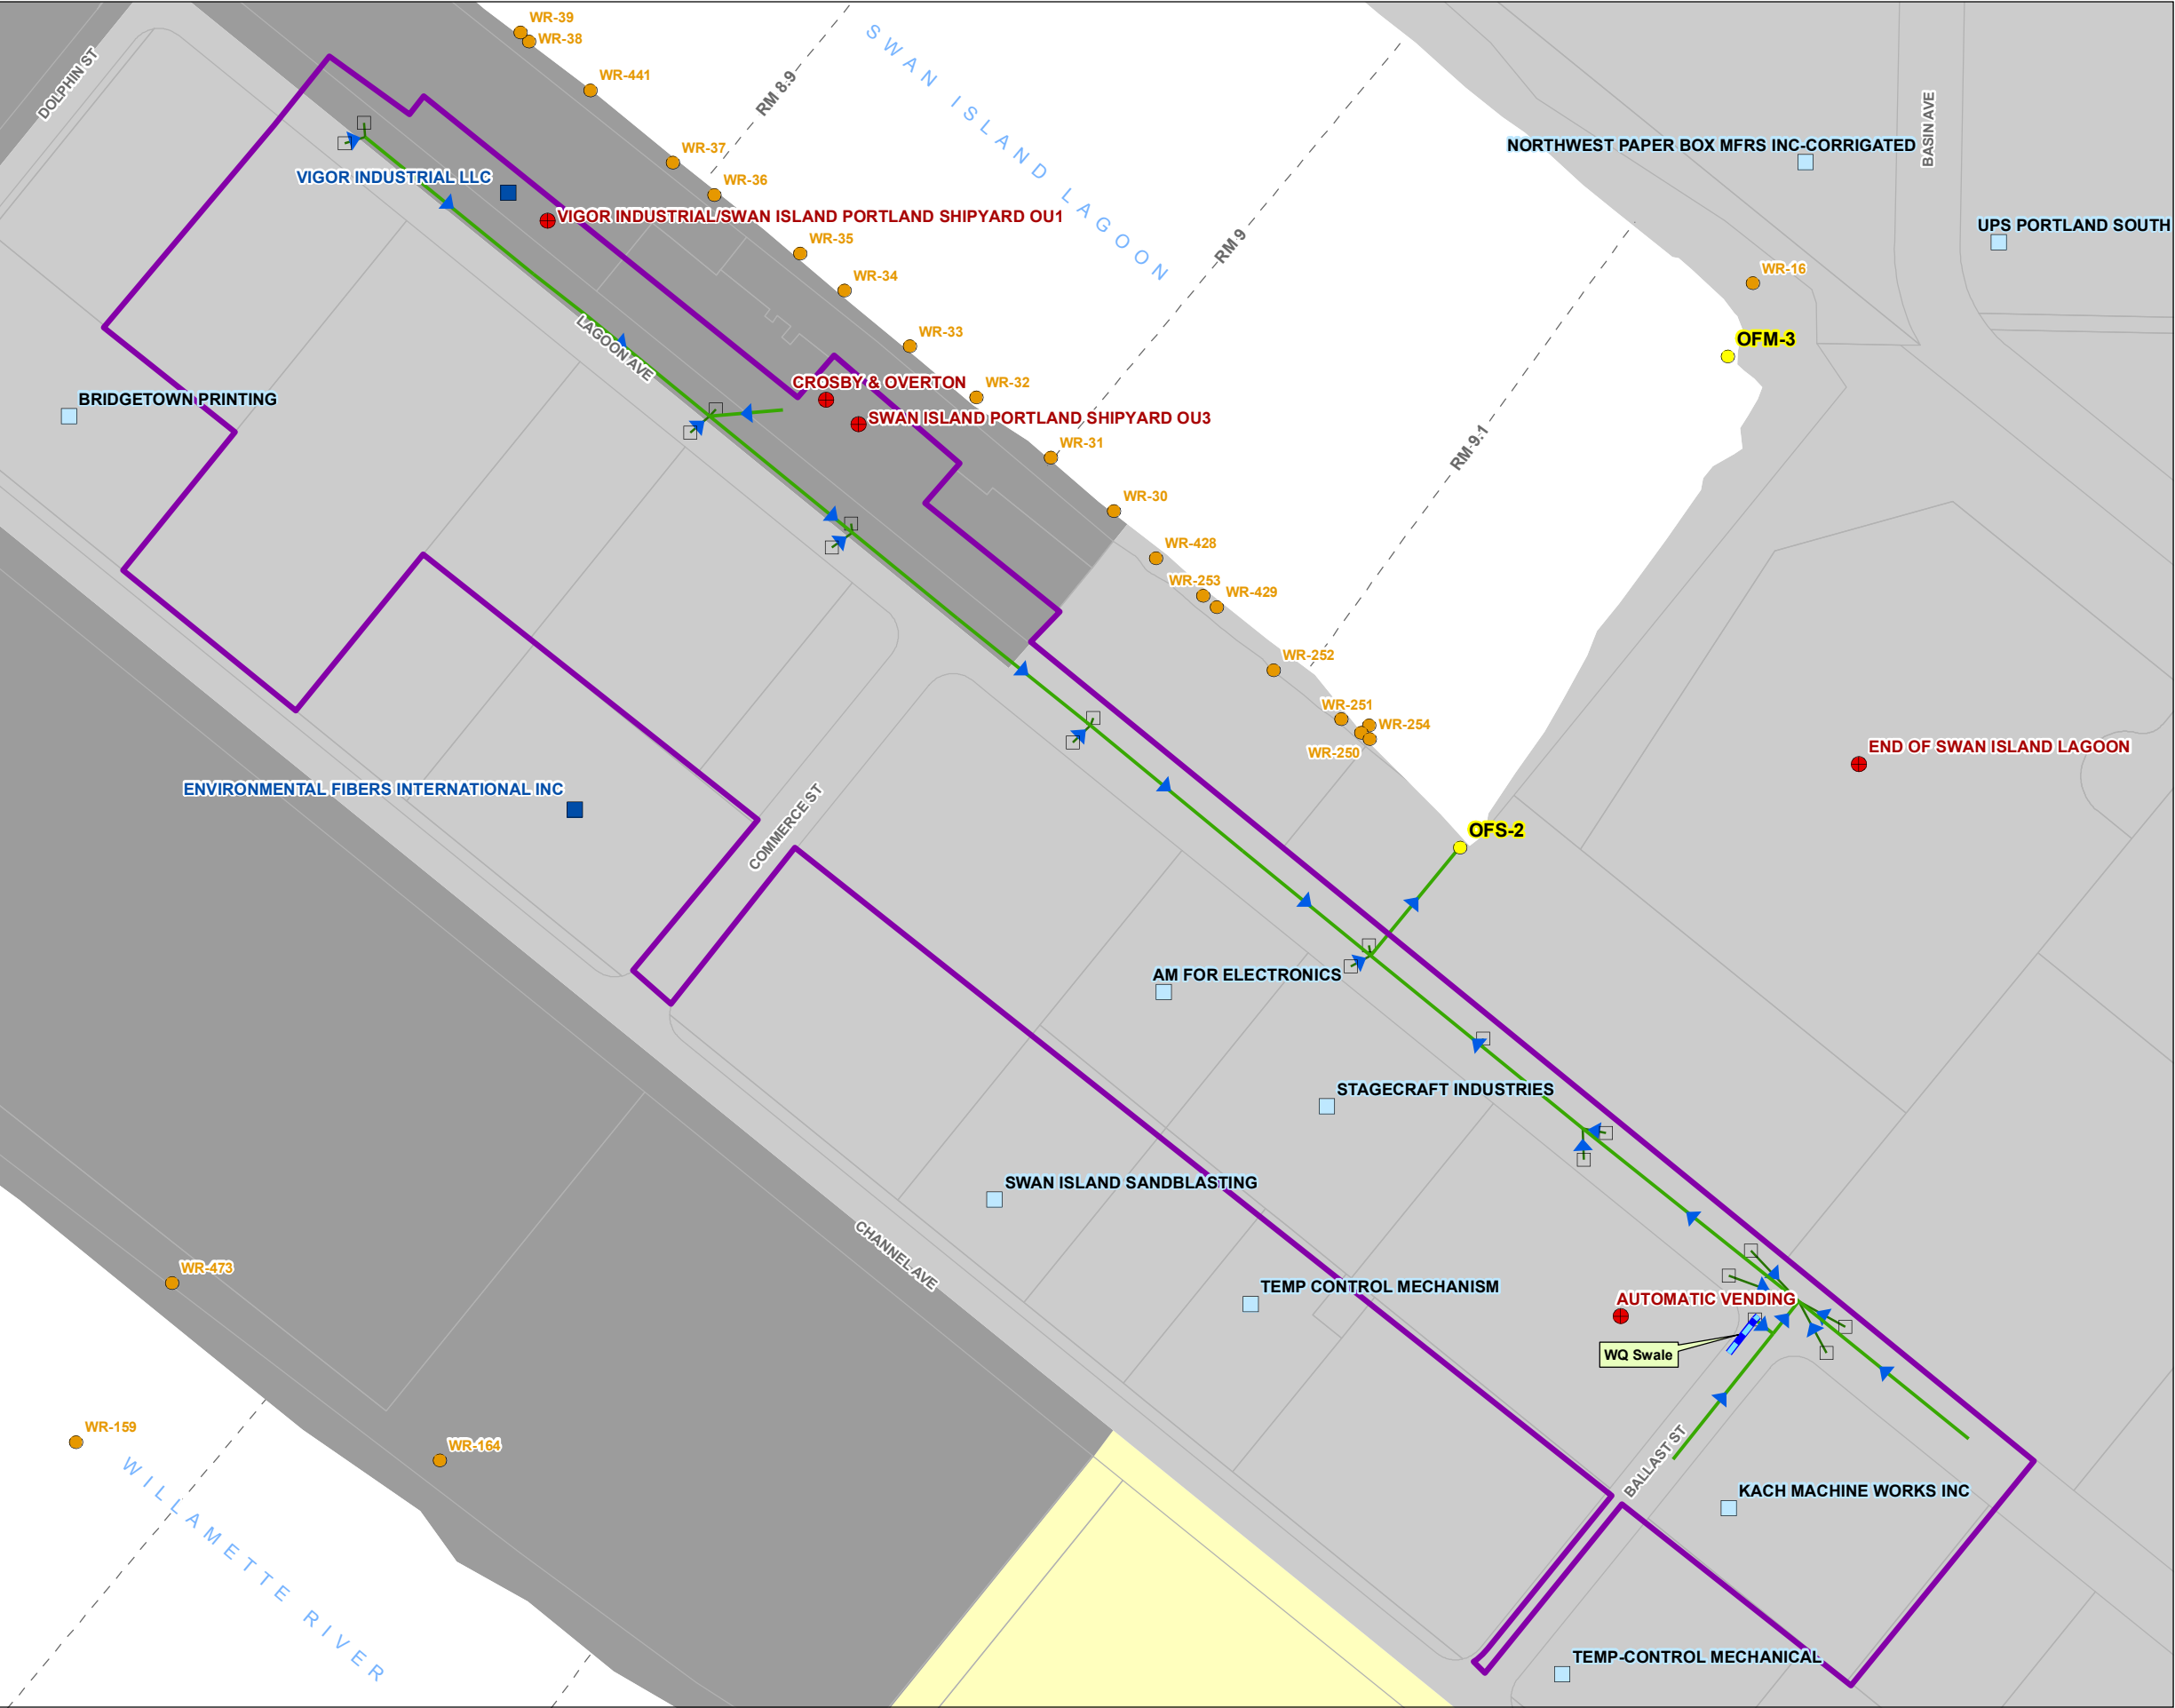 WR-39
WR-38
DOLPHIN ST
WR-441
RM 8.9
SWAN ISLAND LAGOON
BASIN AVE
NORTHWEST PAPER BOX MFRS INC-CORRIGATED
WR-37
VIGOR INDUSTRIAL LLC
WR-36
VIGOR INDUSTRIAL/SWAN ISLAND PORTLAND SHIPYARD OU1
UPS PORTLAND SOUTH
WR-35
RM 9
WR-16
WR-34
WR-33
OFM-3
LAGOON AVE
CROSBY & OVERTON
WR-32
BRIDGETOWN PRINTING
SWAN ISLAND PORTLAND SHIPYARD OU3
WR-31
RM-9.1
WR-30
WR-428
WR-253
WR-429
WR-252
WR-251
WR-254
WR-250
END OF SWAN ISLAND LAGOON
ENVIRONMENTAL FIBERS INTERNATIONAL INC
COMMERCE ST
OFS-2
AM FOR ELECTRONICS
STAGECRAFT INDUSTRIES
SWAN ISLAND SANDBLASTING
CHANNEL AVE
WR-473
TEMP CONTROL MECHANISM
AUTOMATIC VENDING
WQ Swale
WR-159
WR-164
BALLAST ST
KACH MACHINE WORKS INC
WILLAMETTE RIVER
TEMP-CONTROL MECHANICAL